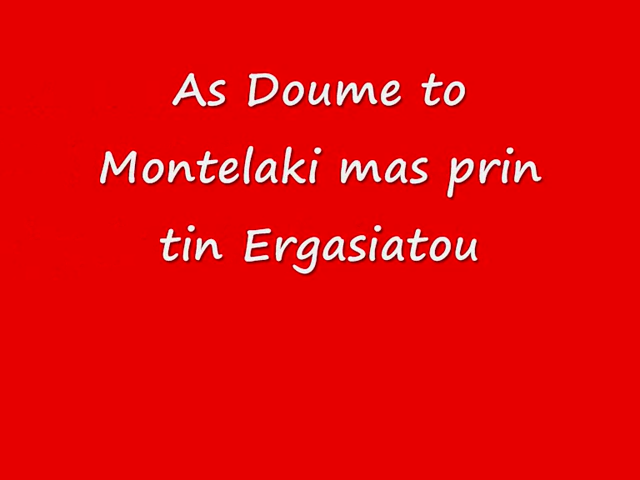 As Doume to
Montelaki mas prin
tin Ergasiatou